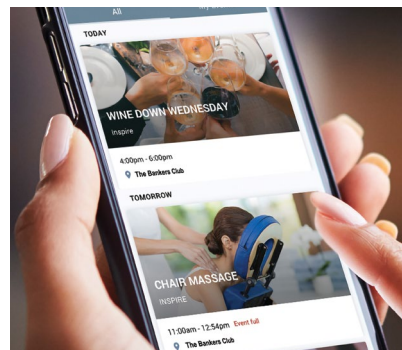 All
TODAY
WINE DOWN WEDNESDAY
inspire
4:00pm - 6:00pm
The Bankers Club
TOMORROW
CHAIR MASSAGE
INSPIRE
11:00am - 12:54pm Event full
The Bankers Club